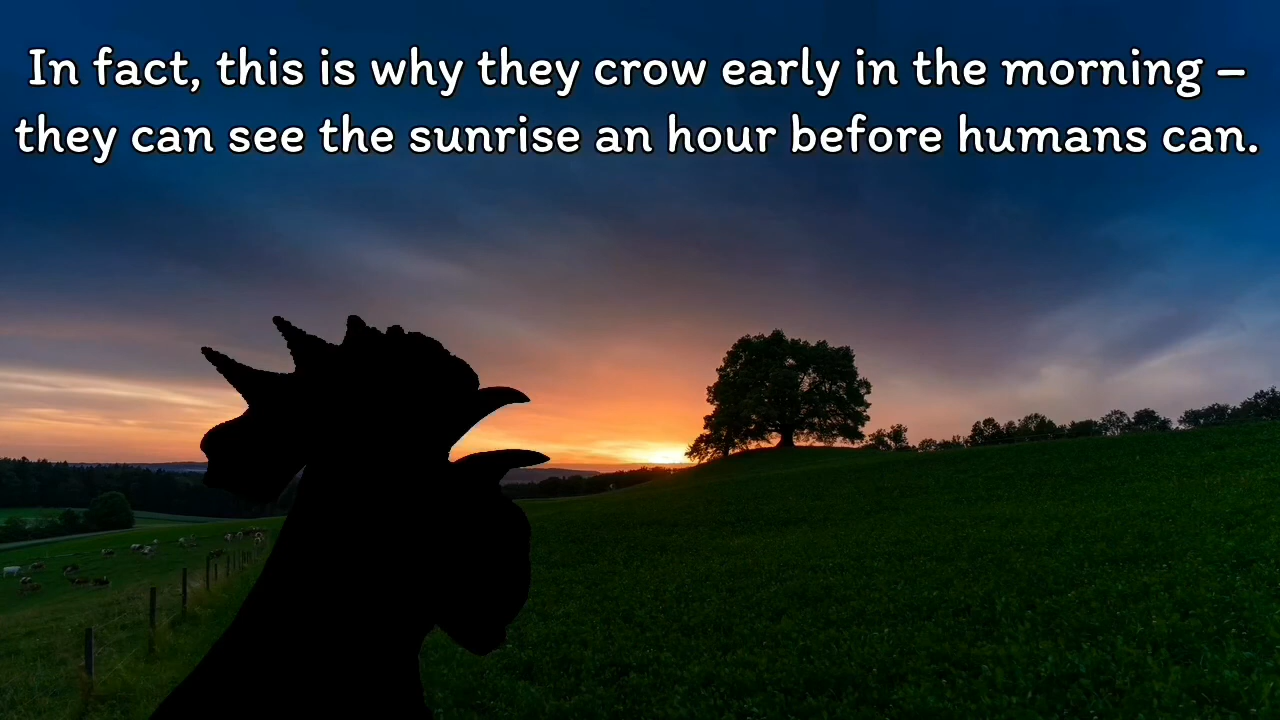 In fact, this is why they crow early in the morning –
they can see the sunrise an hour before humans can.